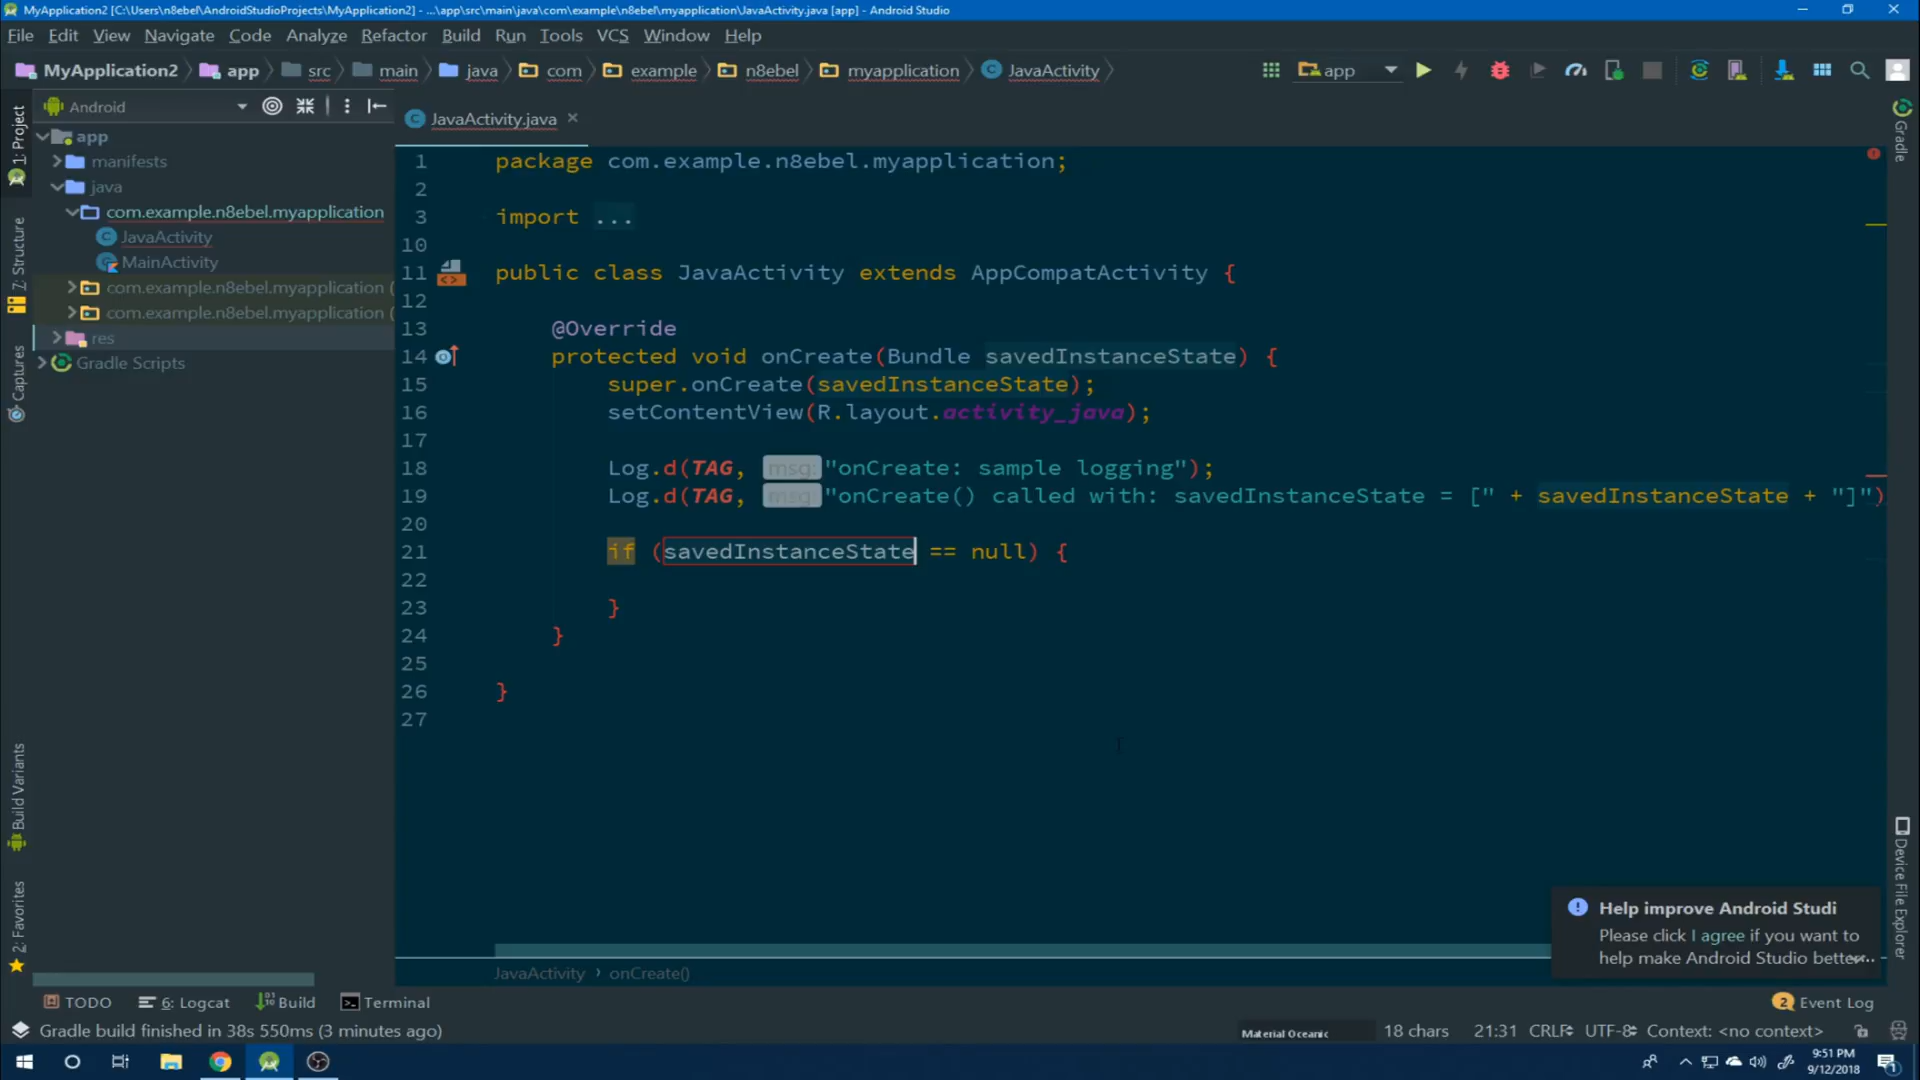 MyApplication2 [C:\Users\n8ebel\AndroidStudioProjects\MyApplication2] - ...\app\src\main\java\com\example\n8ebel\myapplication\JavaActivity.java [app] - Android Studio
File Edit View Navigate Code Analyze Refactor Build Run Tools VCS Window Help
MyApplication2 app src main java com example n8ebel myapplication JavaActivity app
Android
JavaActivity.java
app
manifests
java
com.example.n8ebel.myapplication
JavaActivity
MainActivity
com.example.n8ebel.myapplication (
com.example.n8ebel.myapplication (
res
Gradle Scripts
1: Project
Z: Structure
Captures
Build Variants
2: Favorites
1 package com.example.n8ebel.myapplication;
2
3 import ...
10
11 public class JavaActivity extends AppCompatActivity {
12
13 @Override
14 protected void onCreate(Bundle savedInstanceState) {
15 super.onCreate(savedInstanceState);
16 setContentView(R.layout.activity_java);
17
18 Log.d(TAG, msg: "onCreate: sample logging");
19 Log.d(TAG, msg: "onCreate() called with: savedInstanceState = [" + savedInstanceState + "]")
20
21 if (savedInstanceState == null) {
22
23 }
24 }
25
26 }
27
Gradle
Device File Explorer
Help improve Android Studi
Please click I agree if you want to
help make Android Studio better...
JavaActivity › onCreate()
TODO 6: Logcat Build Terminal 2 Event Log
Gradle build finished in 38s 550ms (3 minutes ago) Material Oceanic 18 chars 21:31 CRLF UTF-8 Context: <no context>
9:51 PM
9/12/2018
1